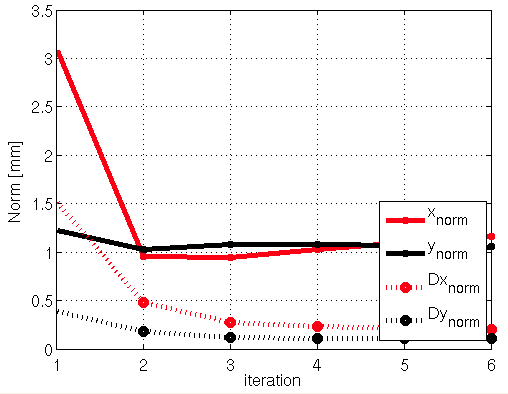 3.5
3
2.5
2
1.5
1
0.5
0
Norm [mm]
x_norm
y_norm
Dx_norm
Dy_norm
1 2 3 4 5 6
iteration